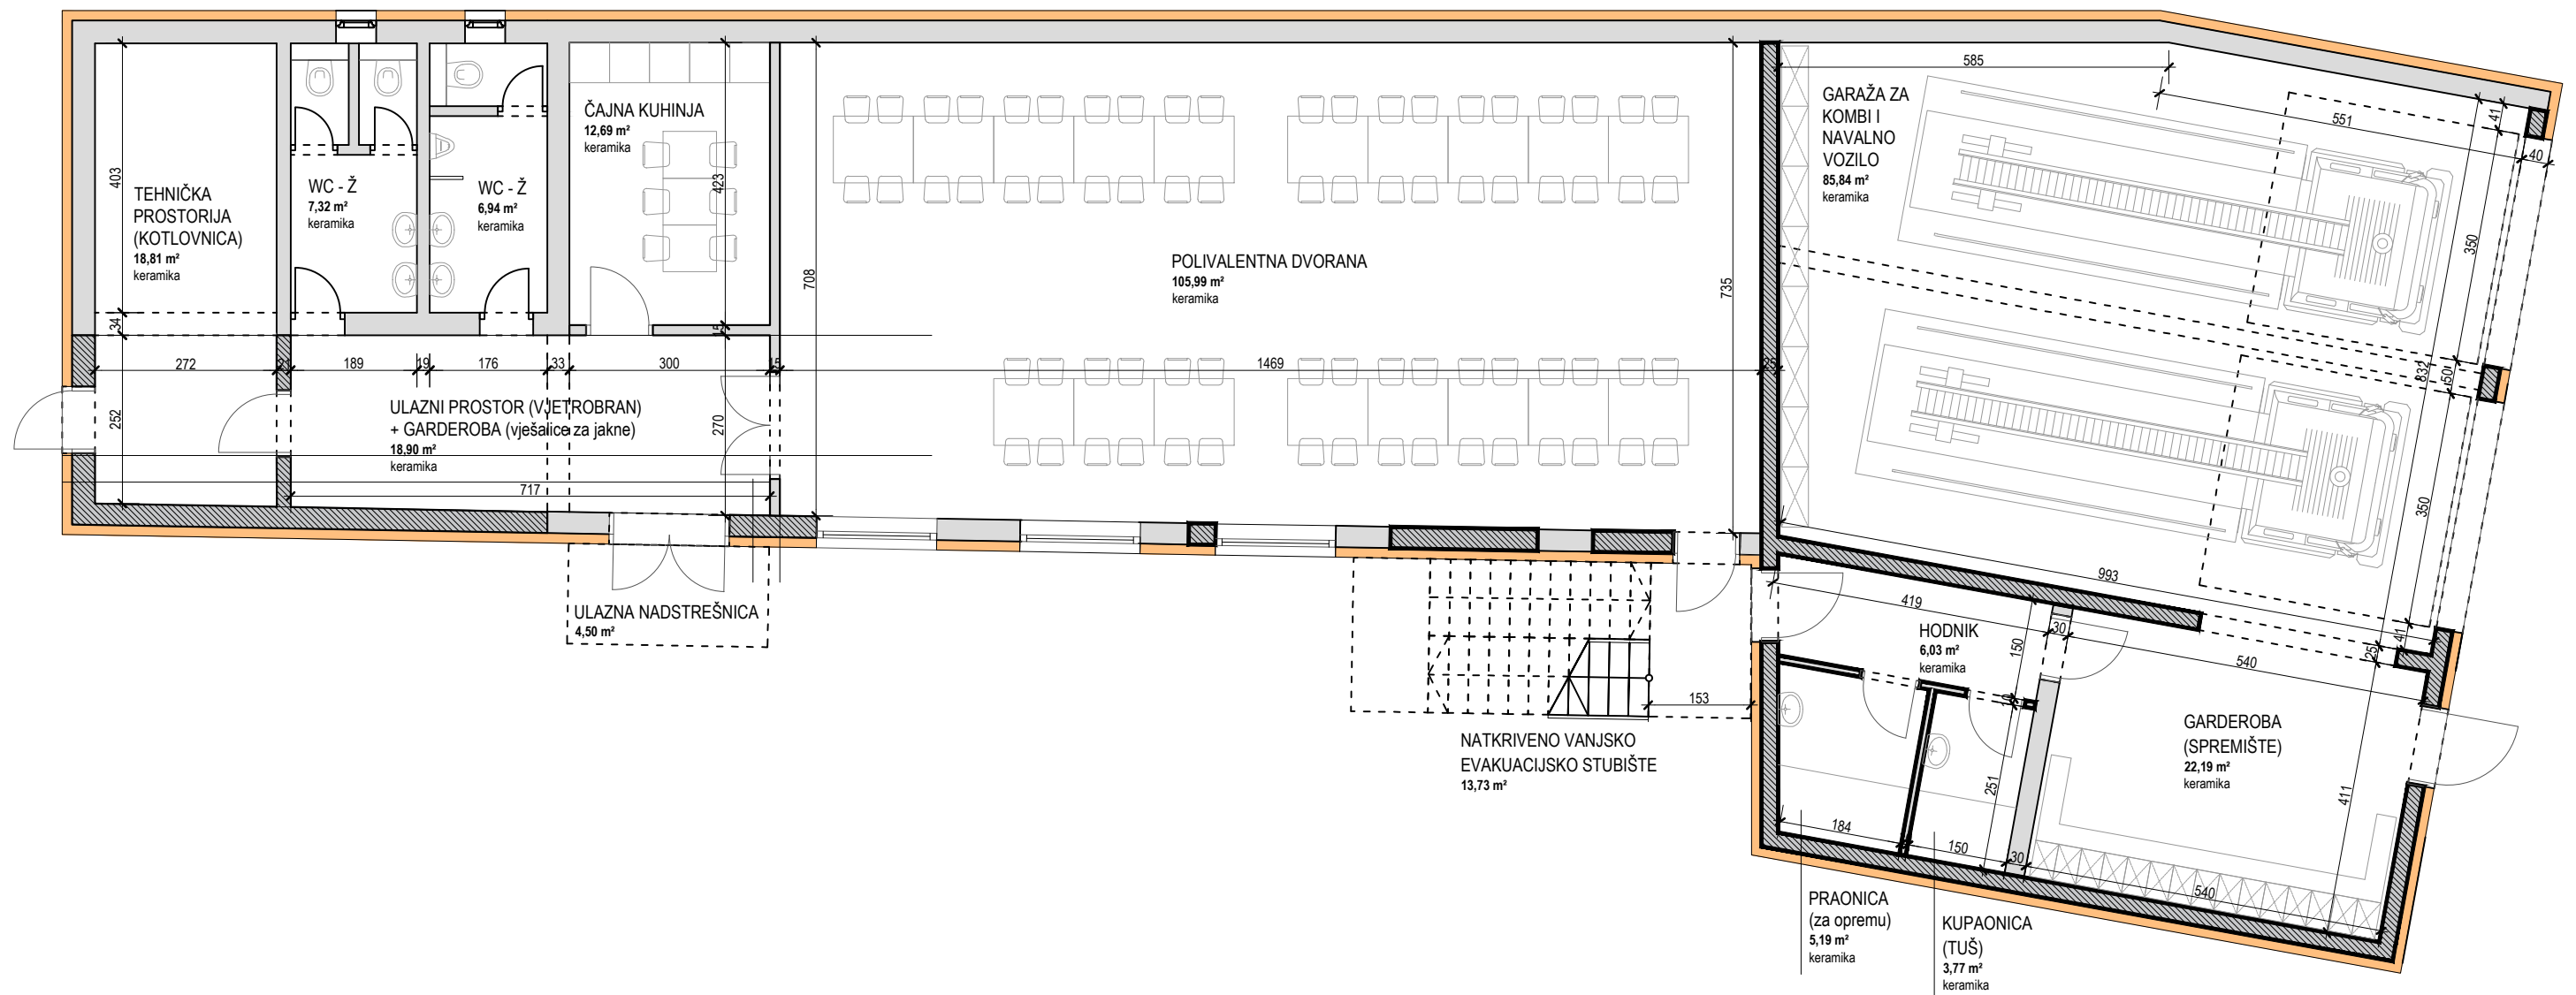 TEHNIČKA
PROSTORIJA
(KOTLOVNICA)
18,81 m²
keramika
WC - Ž
7,32 m²
keramika
WC - Ž
6,94 m²
keramika
ČAJNA KUHINJA
12,69 m²
keramika
POLIVALENTNA DVORANA
105,99 m²
keramika
GARAŽA ZA
KOMBI I
NAVALNO
VOZILO
85,84 m²
keramika
ULAZNI PROSTOR (VJETROBRAN)
+ GARDEROBA (vješalice za jakne)
18,90 m²
keramika
ULAZNA NADSTREŠNICA
4,50 m²
NATKRIVENO VANJSKO
EVAKUACIJSKO STUBIŠTE
13,73 m²
HODNIK
6,03 m²
keramika
GARDEROBA
(SPREMIŠTE)
22,19 m²
keramika
PRAONICA
(za opremu)
5,19 m²
keramika
KUPAONICA
(TUŠ)
3,77 m²
keramika
403
34
252
272
21
189
19
176
33
300
15
1469
25
423
15
270
708
735
717
585
551
41
40
350
832
50
350
993
41
25
419
30
150
540
10
251
153
184
150
30
540
411